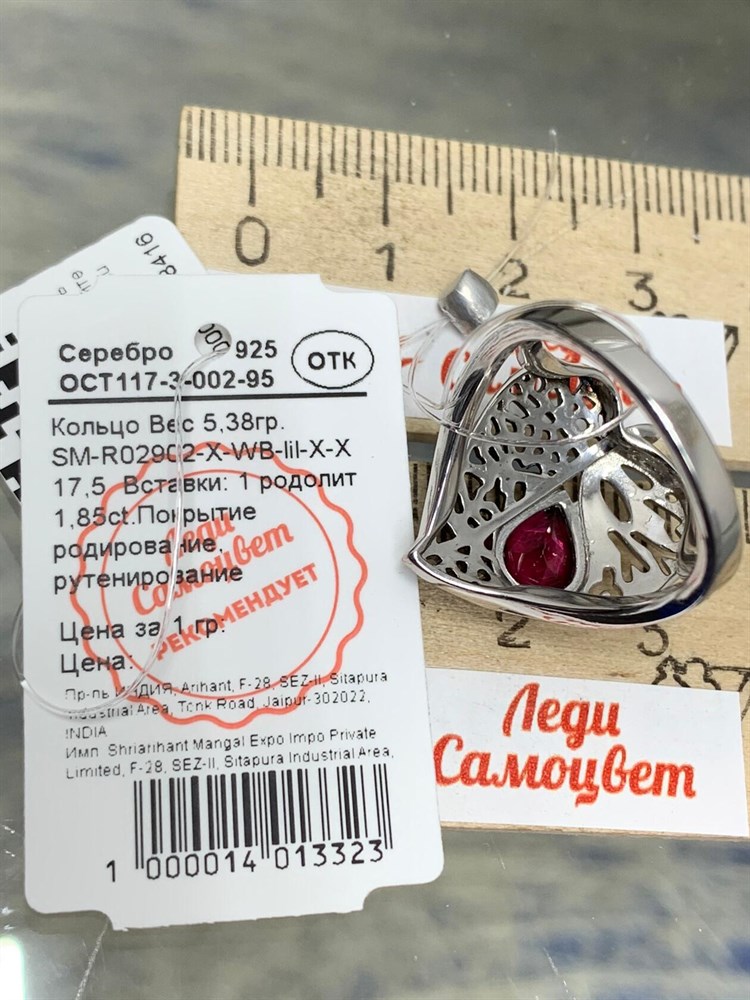 0 1 2 3
8416
Серебро 925
ОСТ117-3-002-95
ОТК
Кольцо Вес 5,38гр.
SM-R02902-X-WB-lil-X-X
17,5 Вставки: 1 родолит
1,85ct.Покрытие
родирование,
рутенирование
Леди
Самоцвет
РЕКОМЕНДУЕТ
Цена за 1 гр:
Цена:
Пр-ль ИНДИЯ, Arihant, F-28, SEZ-II, Sitapura
Industrial Area, Tonk Road, Jaipur-302022,
INDIA
Имп. Shriarihant Mangal Expo Impo Private
Limited, F-28, SEZ-II, Sitapura Industrial Area,
1 000014 013323
2 3
Леди
Самоцвет